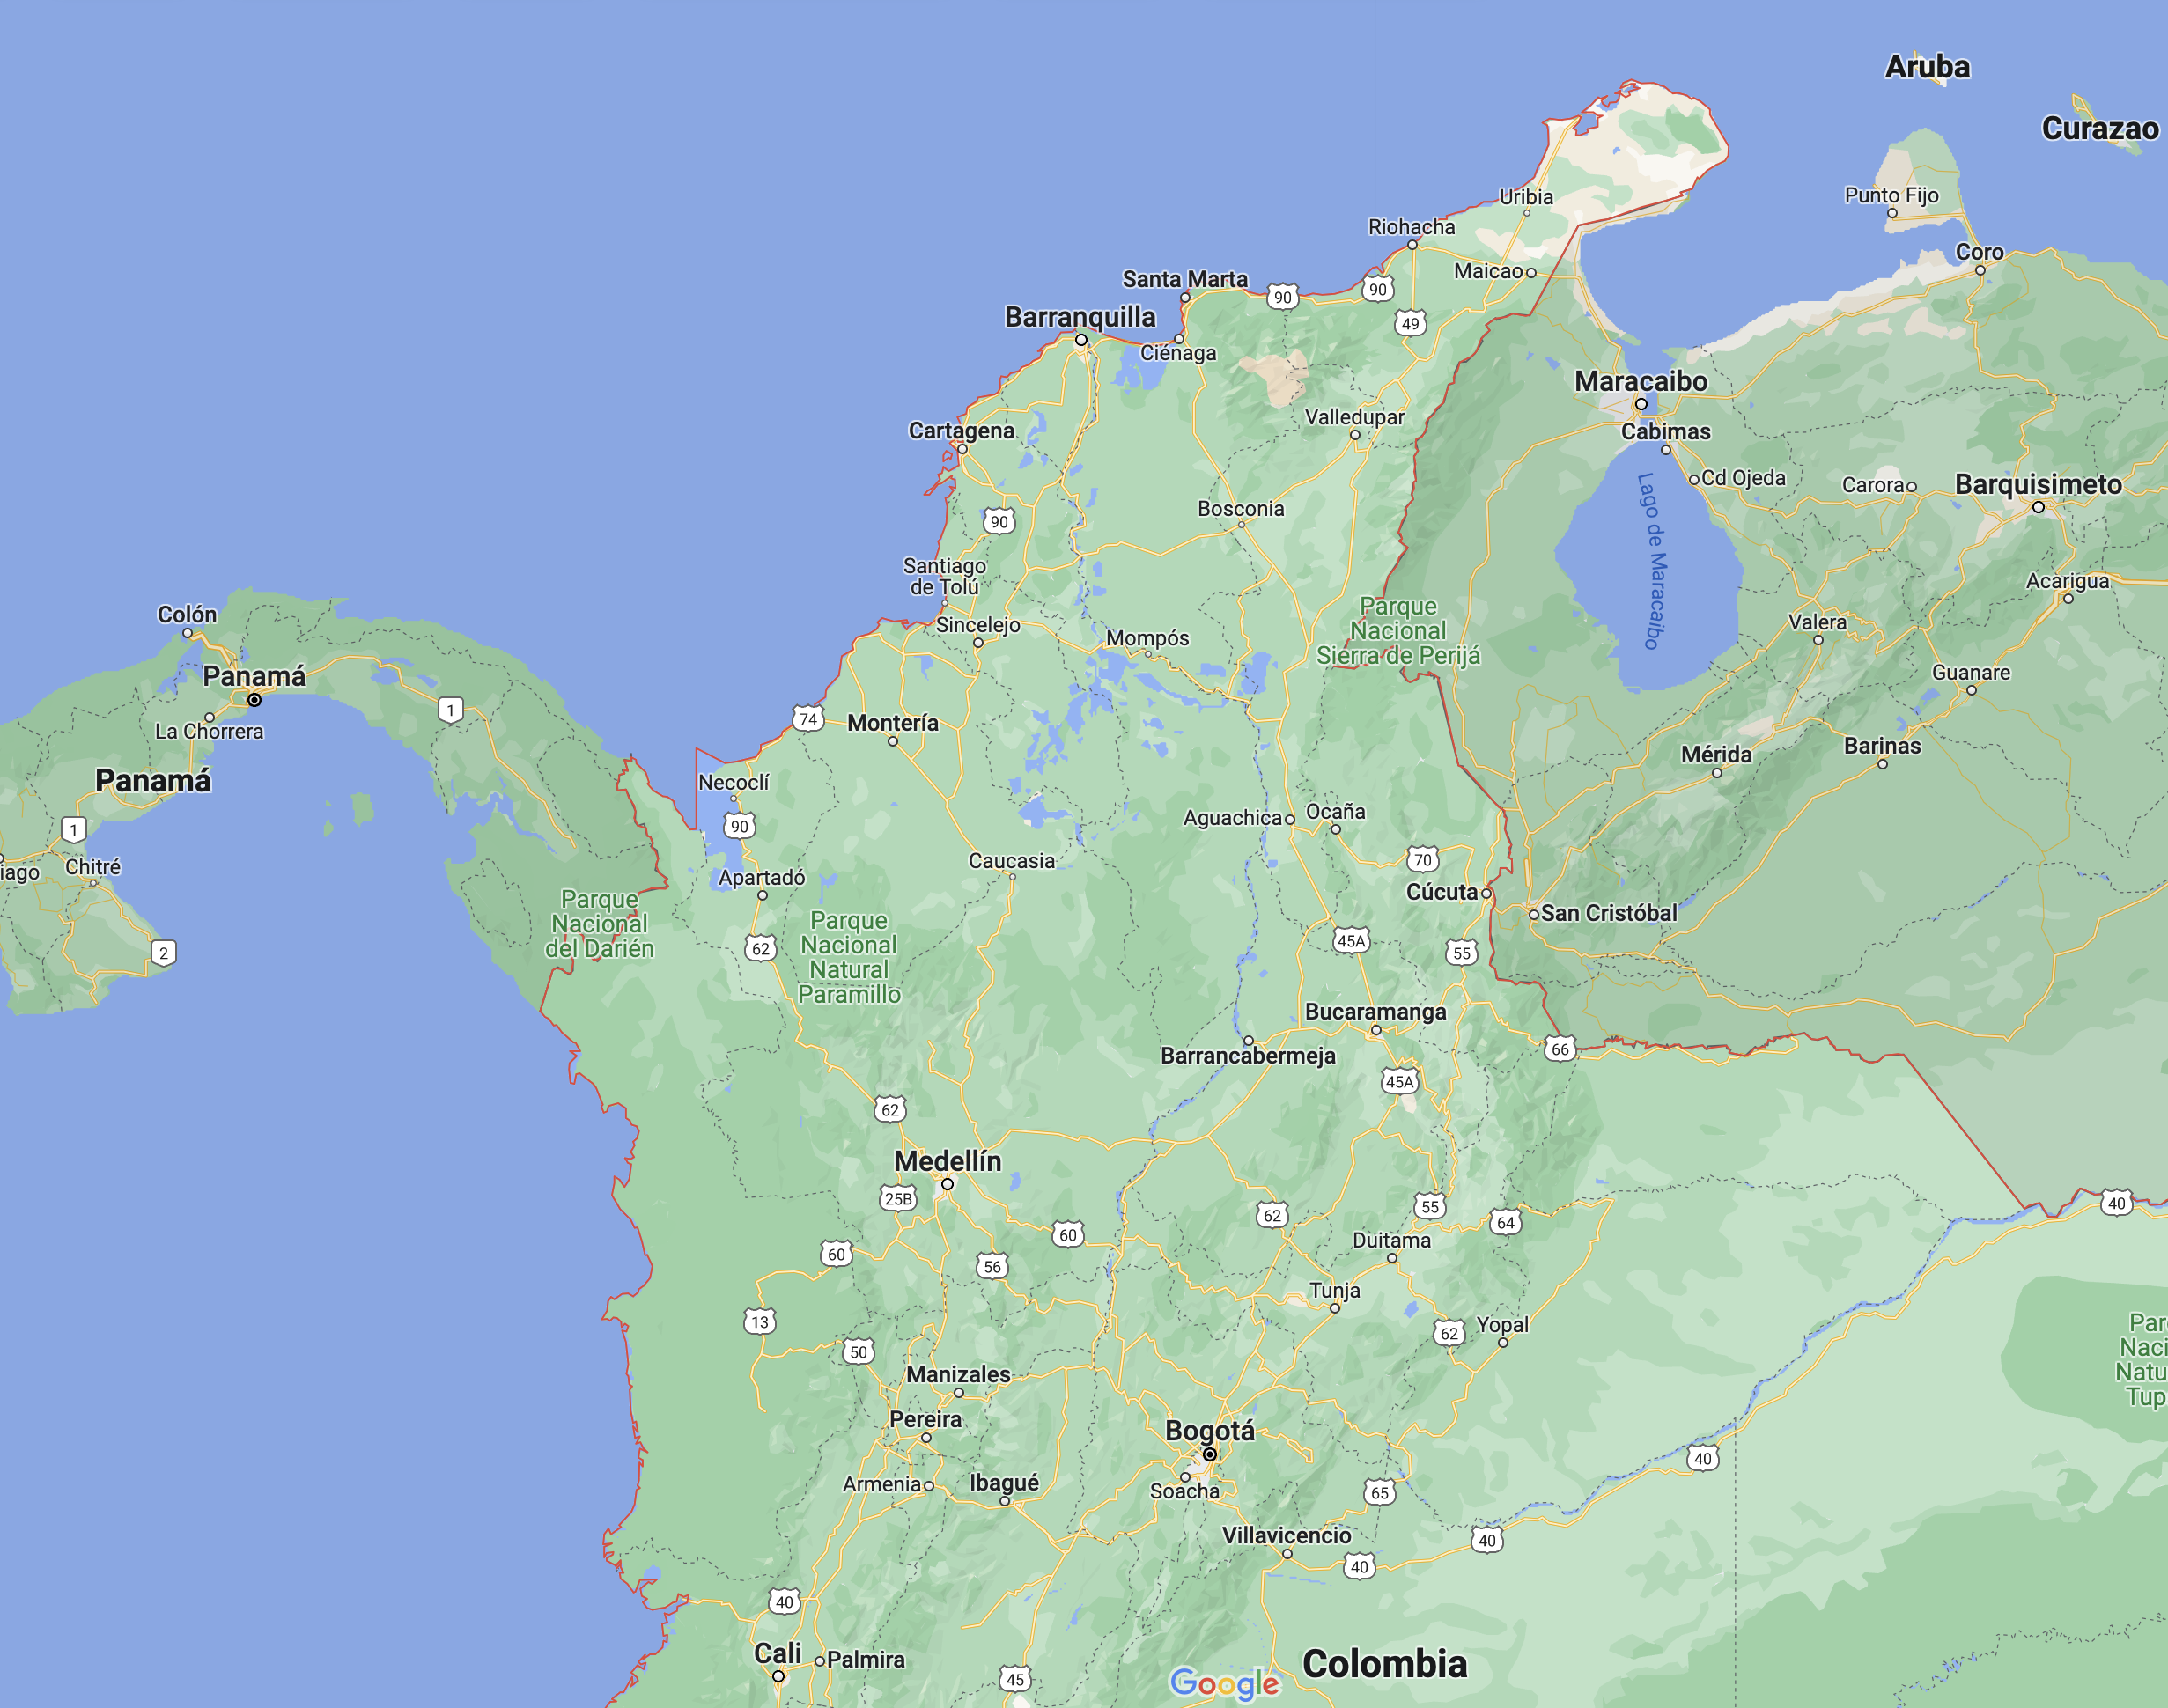 Aruba
Curazao
Punto Fijo
Uribia
Riohacha
Coro
Maicao
Santa Marta
90
90
Barranquilla
49
Ciénaga
Maracaibo
Valledupar
Cartagena
Cabimas
Cd Ojeda
Carora
Barquisimeto
Lago de Maracaibo
Bosconia
90
Santiago
de Tolú
Acarigua
Parque
Nacional
Sierra de Perijá
Colón
Sincelejo
Mompós
Valera
Panamá
Guanare
1
La Chorrera
74
Montería
Mérida
Barinas
Panamá
Necoclí
Aguachica
Ocaña
1
90
Caucasia
70
iago
Chitré
Apartadó
Cúcuta
San Cristóbal
Parque
Nacional
del Darién
Parque
Nacional
Natural
Paramillo
2
62
45A
55
Bucaramanga
Barrancabermeja
66
45A
62
Medellín
25B
62
55
64
40
60
60
56
Duitama
Tunja
13
62
Yopal
50
Par
Naci
Natu
Tup
Manizales
Pereira
Bogotá
40
Armenia
Ibagué
Soacha
65
Villavicencio
40
40
40
Cali
Palmira
45
Colombia
Google